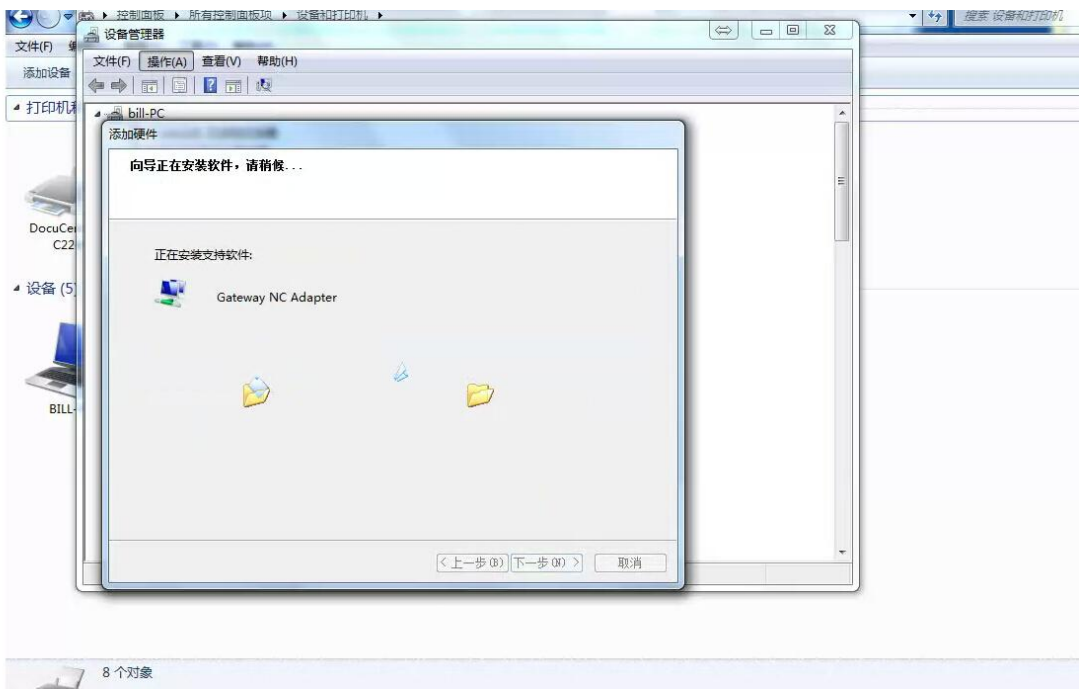 控制面板 ▸ 所有控制面板项 ▸ 设备和打印机 ▸
搜索 设备和打印机
文件(F)
添加设备
设备管理器
文件(F) 操作(A) 查看(V) 帮助(H)
bill-PC
添加硬件
向导正在安装软件，请稍候...
正在安装支持软件:
Gateway NC Adapter
<上一步(B) 下一步(N)> 取消
打印机
DocuCe
C22
设备 (5)
BILL-
8 个对象